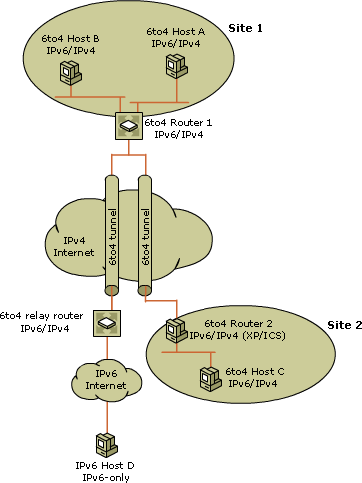 6to4 Host A
IPv6/IPv4
Site 1
6to4 Host B
IPv6/IPv4
6to4 Router 1
IPv6/IPv4
6to4 tunnel
6to4 tunnel
IPv4
Internet
6to4 relay router
IPv6/IPv4
6to4 Router 2
IPv6/IPv4 (XP/ICS)
Site 2
IPv6
Internet
6to4 Host C
IPv6/IPv4
IPv6 Host D
IPv6-only